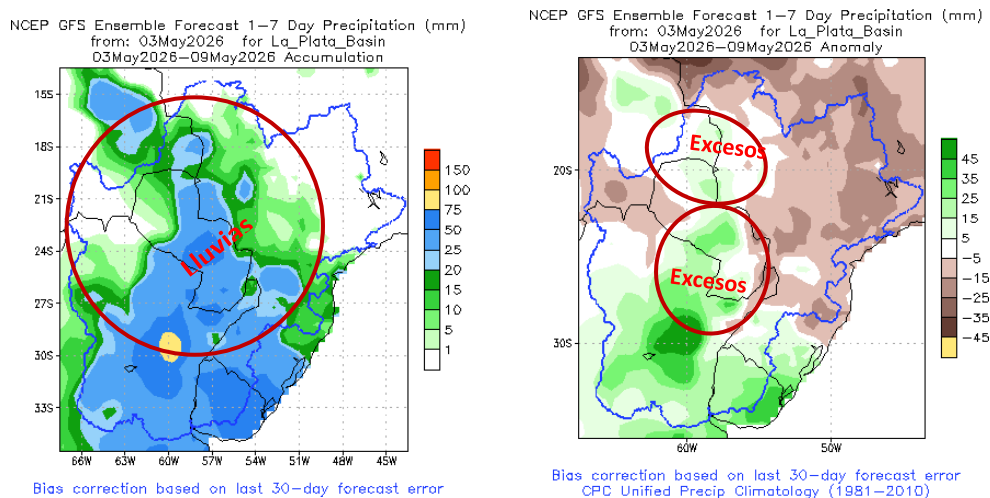 NCEP GFS Ensemble Forecast 1-7 Day Precipitation (mm)
from: 03May2026 for La_Plata_Basin
03May2026-09May2026 Accumulation
15S
18S
21S
24S
27S
30S
33S
66W 63W 60W 57W 54W 51W 48W 45W
Lluvias
150
100
75
50
25
20
15
10
5
1
Bias correction based on last 30-day forecast error
NCEP GFS Ensemble Forecast 1-7 Day Precipitation (mm)
from: 03May2026 for La_Plata_Basin
03May2026-09May2026 Anomaly
20S
30S
60W 50W
Excesos
Excesos
45
35
25
15
5
-5
-15
-25
-35
-45
Bias correction based on last 30-day forecast error
CPC Unified Precip Climatology (1981-2010)